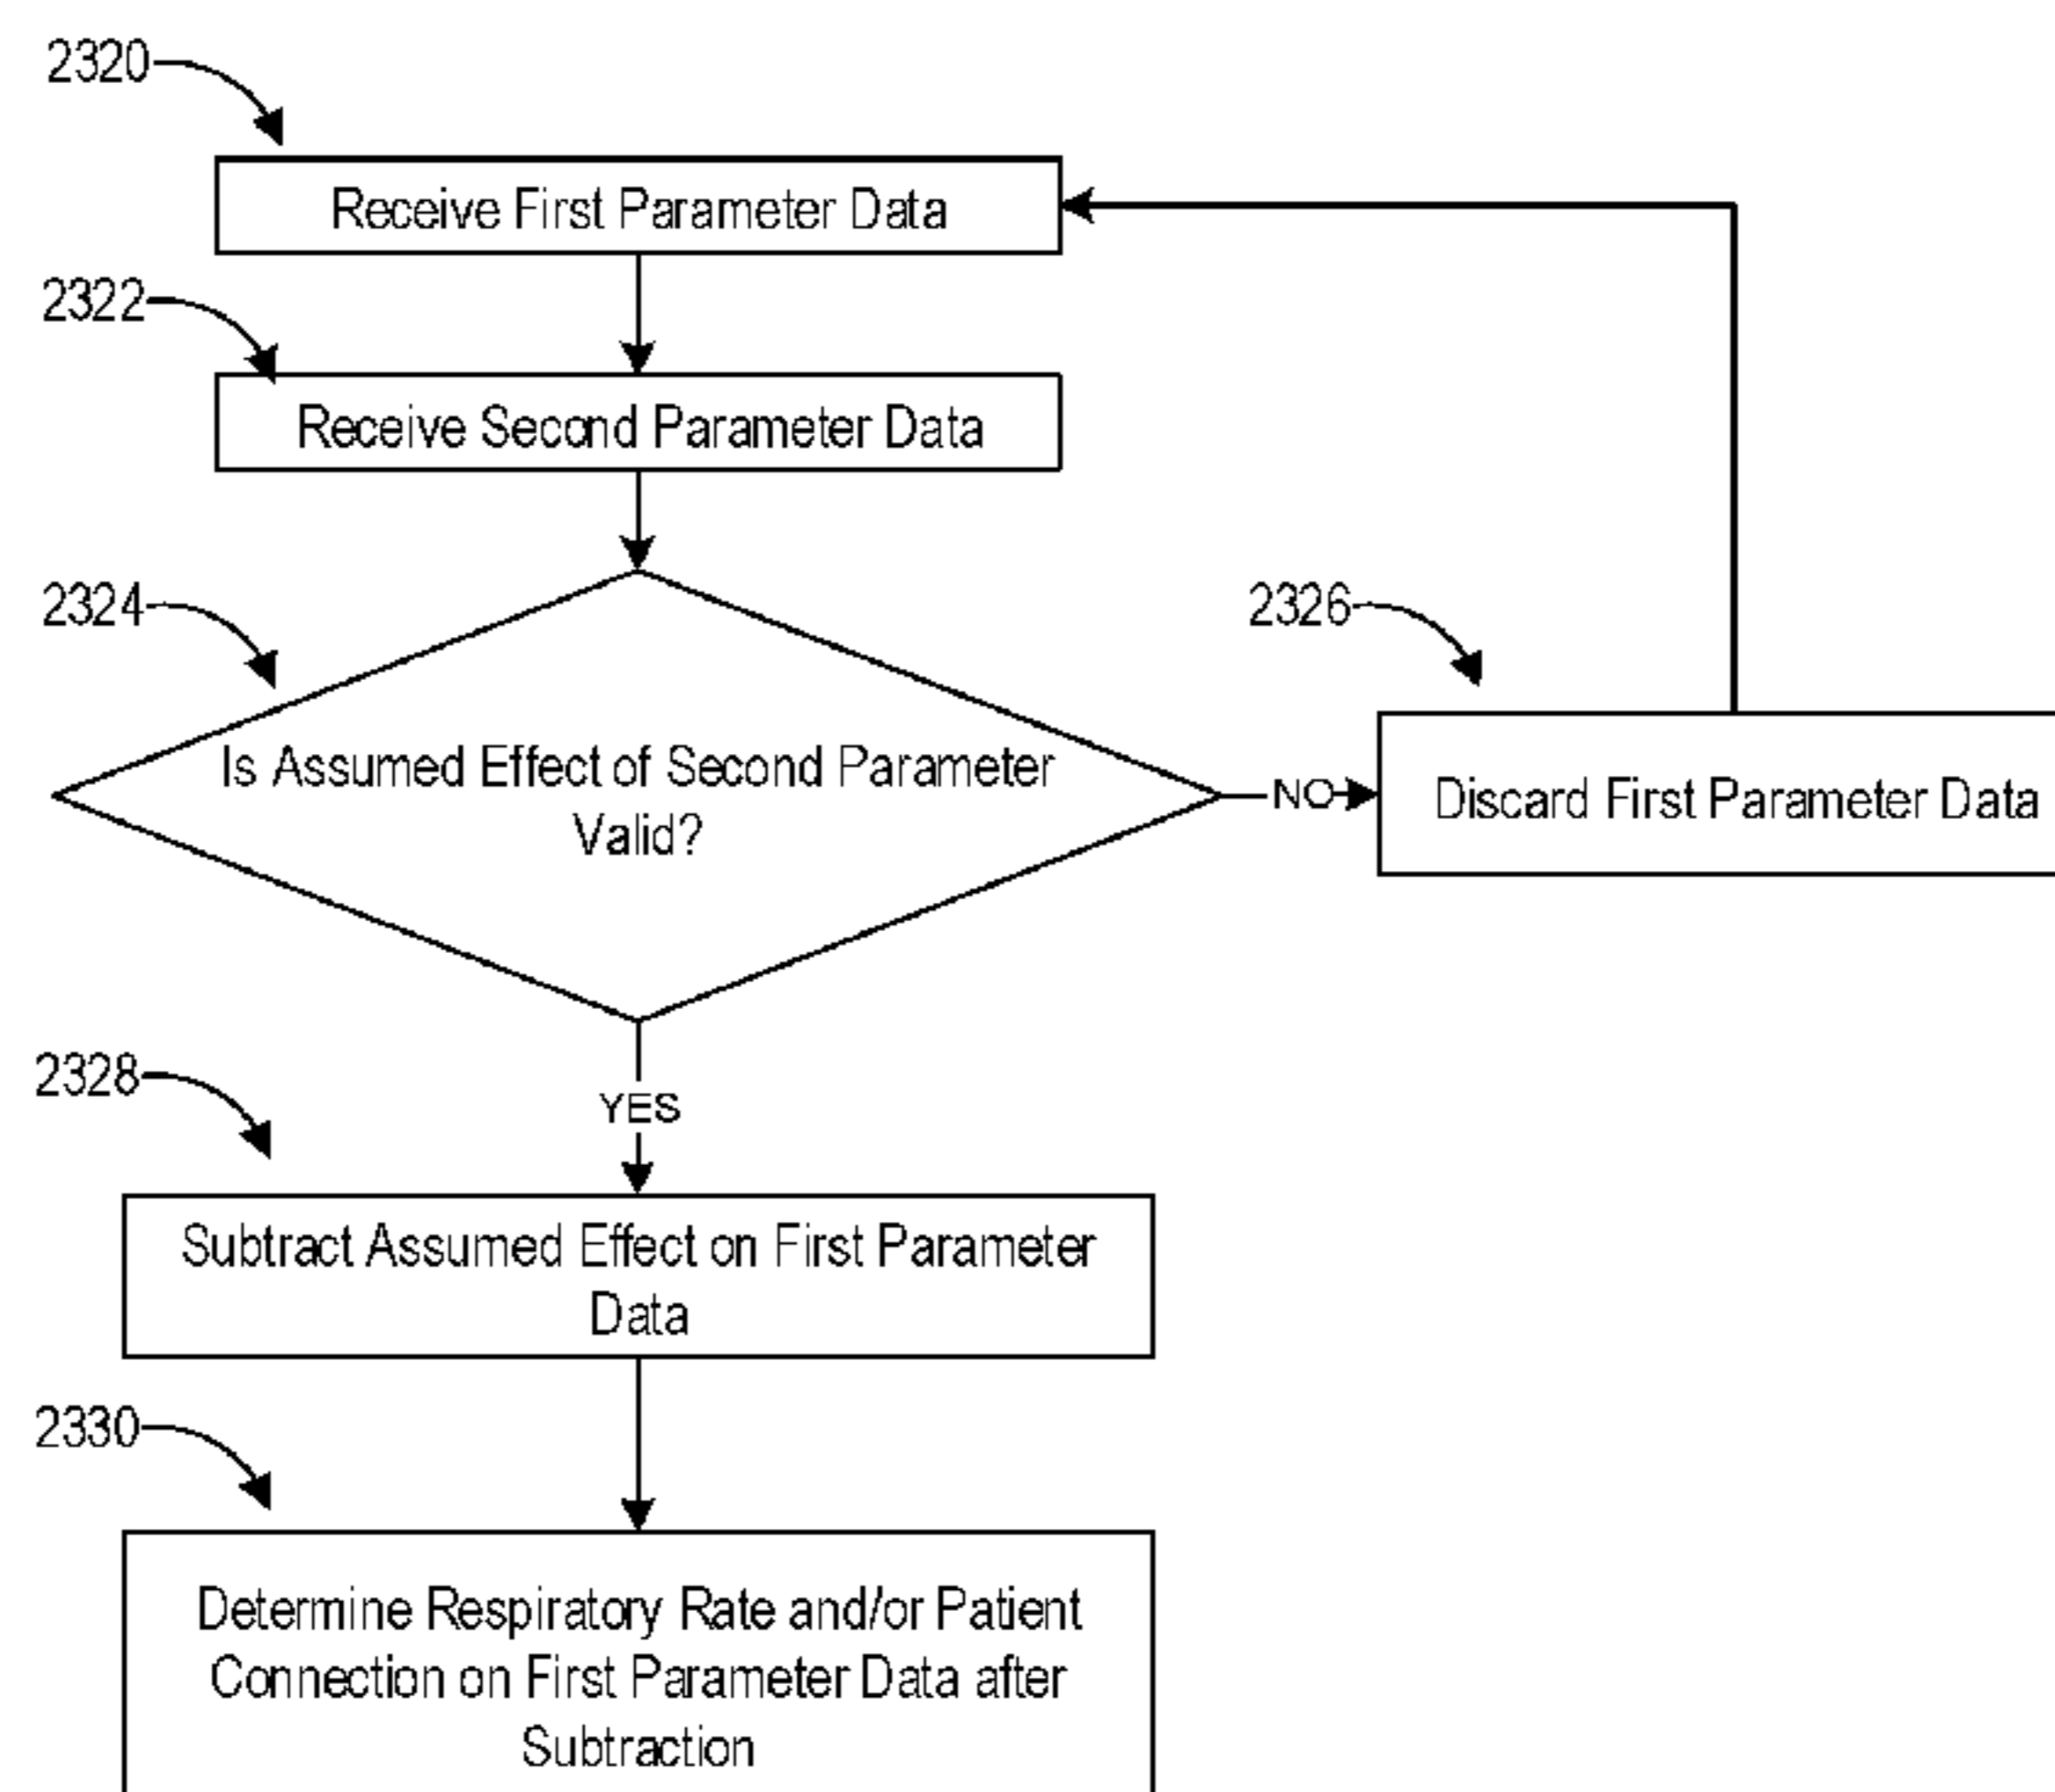 2320
Receive First Parameter Data
2322
Receive Second Parameter Data
2324
Is Assumed Effect of Second Parameter
Valid?
NO
2326
Discard First Parameter Data
YES
2328
Subtract Assumed Effect on First Parameter
Data
2330
Determine Respiratory Rate and/or Patient
Connection on First Parameter Data after
Subtraction